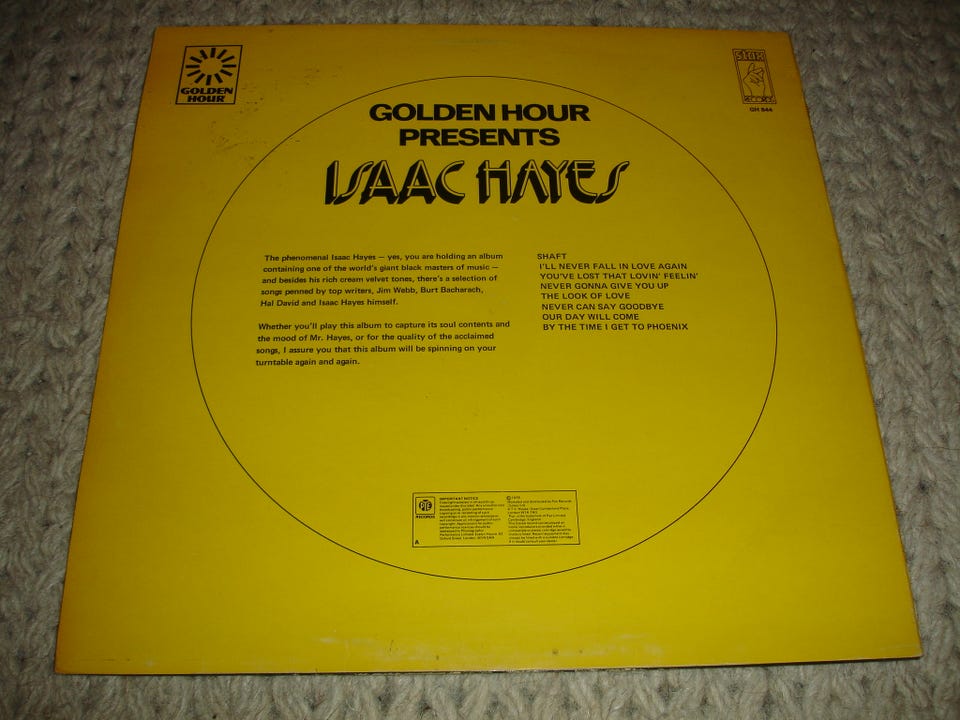 GOLDEN
HOUR
stax
RECORDS
GH 844
GOLDEN HOUR
PRESENTS
ISAAC HAYES
The phenomenal Isaac Hayes — yes, you are holding an album
containing one of the world's giant black masters of music —
and besides his rich cream velvet tones, there's a selection of
songs penned by top writers, Jim Webb, Burt Bacharach,
Hal David and Isaac Hayes himself.
Whether you'll play this album to capture its soul contents and
the mood of Mr. Hayes, or for the quality of the acclaimed
songs, I assure you that this album will be spinning on your
turntable again and again.
SHAFT
I'LL NEVER FALL IN LOVE AGAIN
YOU'VE LOST THAT LOVIN' FEELIN'
NEVER GONNA GIVE YOU UP
THE LOOK OF LOVE
NEVER CAN SAY GOODBYE
OUR DAY WILL COME
BY THE TIME I GET TO PHOENIX
PYE
RECORDS
A
IMPORTANT NOTICE